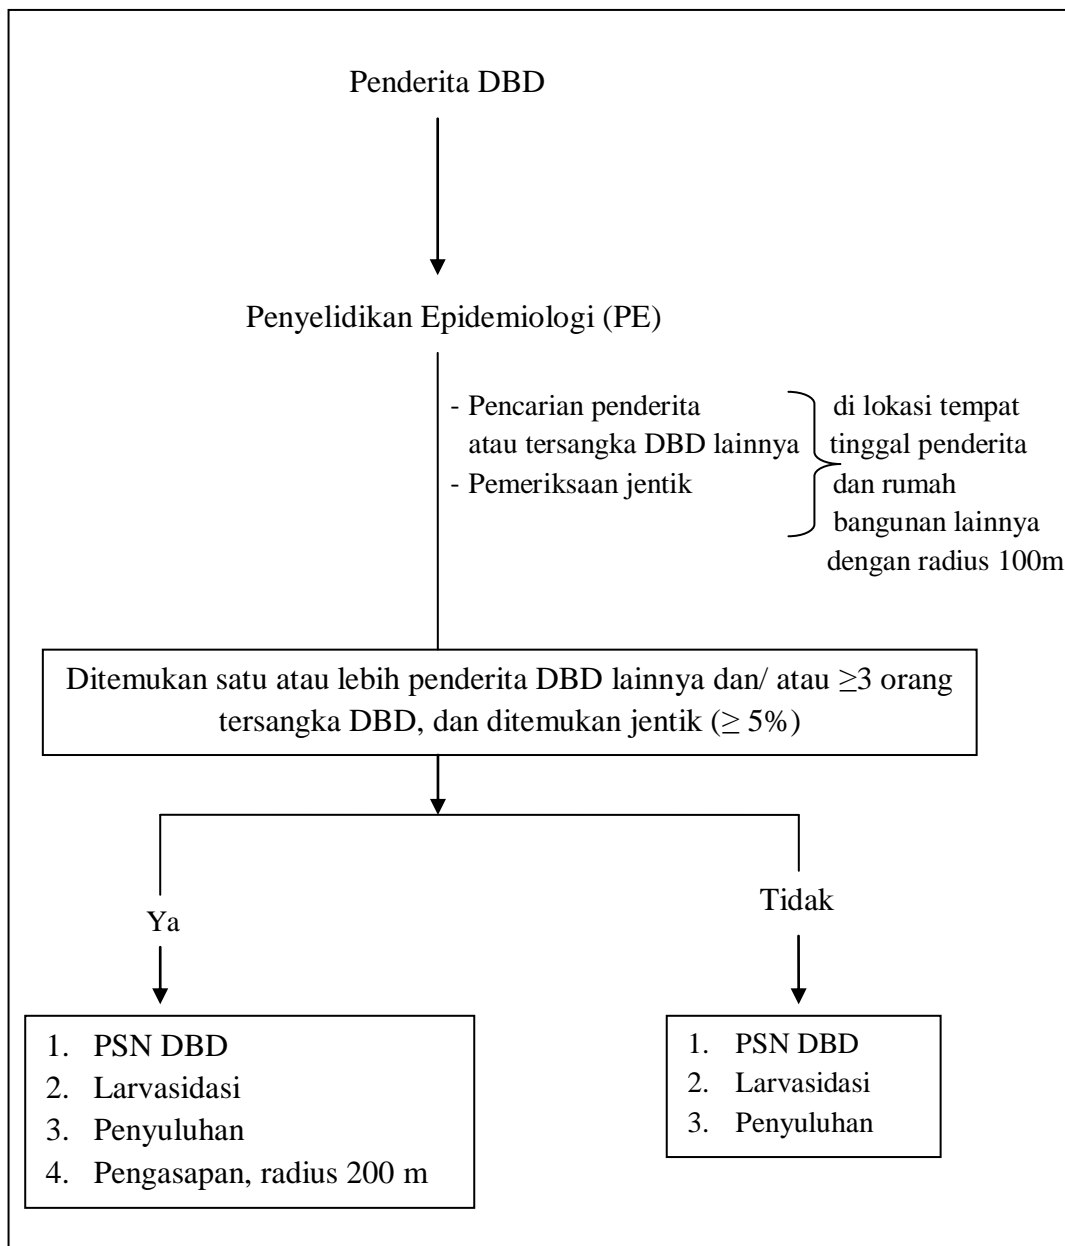 Penderita DBD
Penyelidikan Epidemiologi (PE)
- Pencarian penderita
atau tersangka DBD lainnya
- Pemeriksaan jentik
di lokasi tempat
tinggal penderita
dan rumah
bangunan lainnya
dengan radius 100m
Ditemukan satu atau lebih penderita DBD lainnya dan/ atau ≥3 orang
tersangka DBD, dan ditemukan jentik (≥ 5%)
Ya
Tidak
1. PSN DBD
2. Larvasidasi
3. Penyuluhan
4. Pengasapan, radius 200 m
1. PSN DBD
2. Larvasidasi
3. Penyuluhan